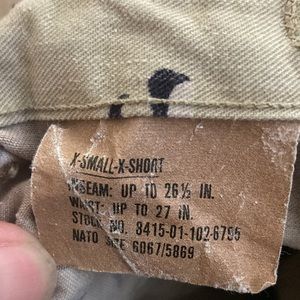 X-SMALL-X-SHORT
INSEAM: UP TO 26½ IN.
WAIST: UP TO 27 IN.
STOCK NO. 8415-01-102-6795
NATO SIZE 6067/5869